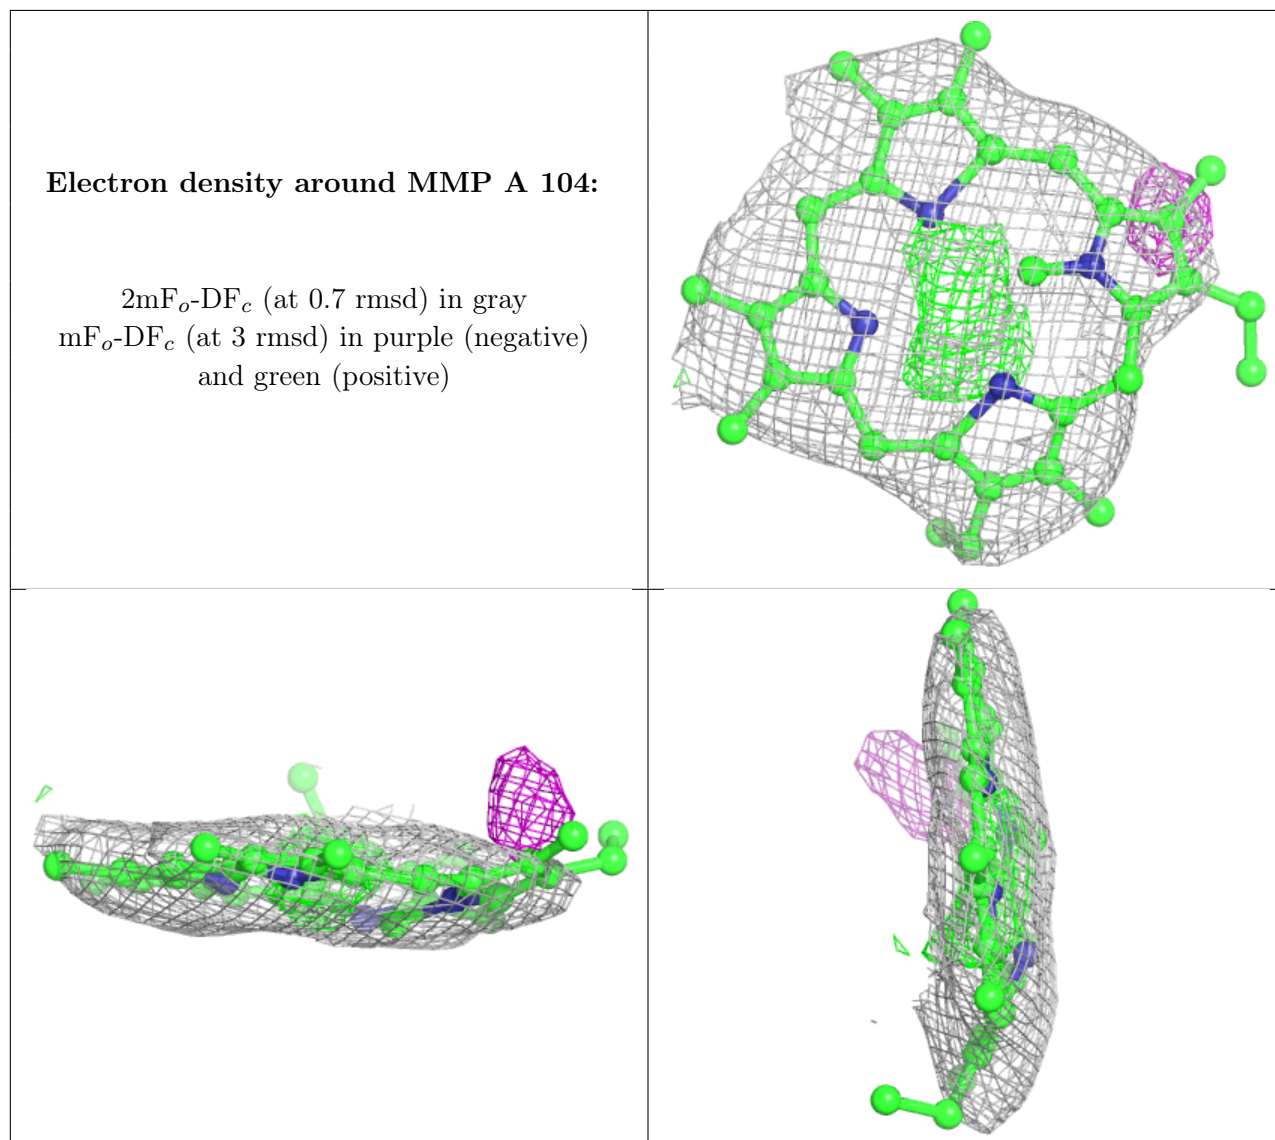 Electron density around MMP A 104:
2mFo-DFc (at 0.7 rmsd) in gray
mFo-DFc (at 3 rmsd) in purple (negative)
and green (positive)